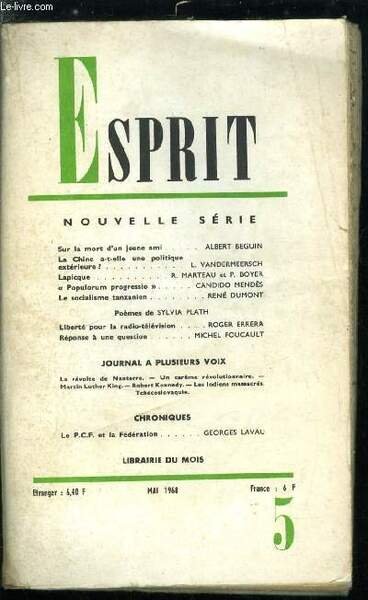 Le-livre.com
ESPRIT
NOUVELLE SÉRIE
Sur la mort d'un jeune ami . . . . . . ALBERT BEGUIN
La Chine a-t-elle une politique
extérieure ? . . . . . . . . . . . L. VANDERMEERSCH
Lapicque . . . . . . . . . R. MARTEAU et P. BOYER
« Populorum progressio » . . . . . CANDIDO MENDÈS
Le socialisme tanzanien . . . . . . . RENÉ DUMONT
Poèmes de SYLVIA PLATH
Liberté pour la radio-télévision . . . . ROGER ERRERA
Réponse à une question . . . . . MICHEL FOUCAULT
JOURNAL A PLUSIEURS VOIX
La révolte de Nanterre. — Un carême révolutionnaire. —
Martin Luther King. — Robert Kennedy. — Les Indiens massacrés
Tchécoslovaquie.
CHRONIQUES
Le P.C.F. et la Fédération . . . . . . GEORGES LAVAU
LIBRAIRIE DU MOIS
Etranger : 6,40 F MAI 1968 France : 6 F
5